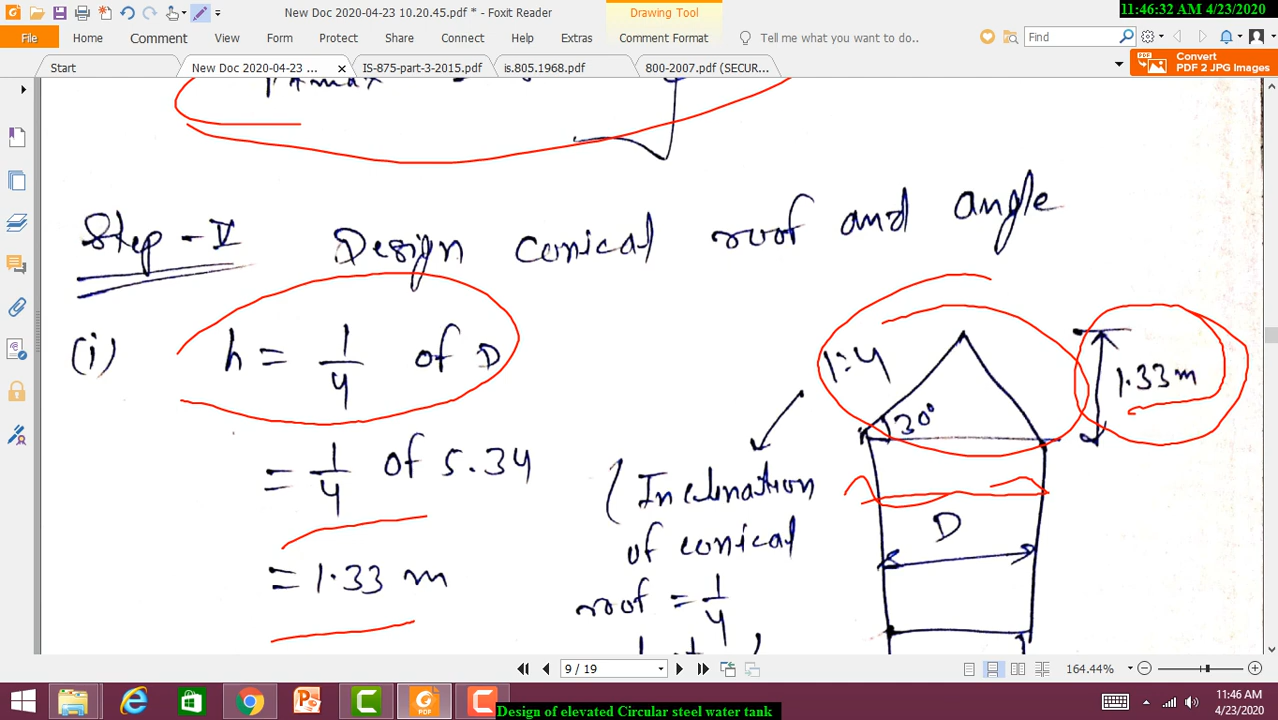 New Doc 2020-04-23 10.20.45.pdf * - Foxit Reader
Drawing Tool
11:46:32 AM 4/23/2020
File
Home
Comment
View
Form
Protect
Share
Connect
Help
Extras
Comment Format
Tell me what you want to do..
Find
Start
New Doc 2020-04-23 ...
IS-875-part-3-2015.pdf
is.805.1968.pdf
800-2007.pdf (SECUR...
Convert
PDF 2 JPG Images
Step - V Design conical roof and angle
(i) h = 1/4 of D
= 1/4 of 5.34
= 1.33 m
1:4
30°
1.33 m
(Inclination
of conical
roof = 1/4
D
9 / 19
164.44%
Design of elevated Circular steel water tank
11:46 AM
4/23/2020